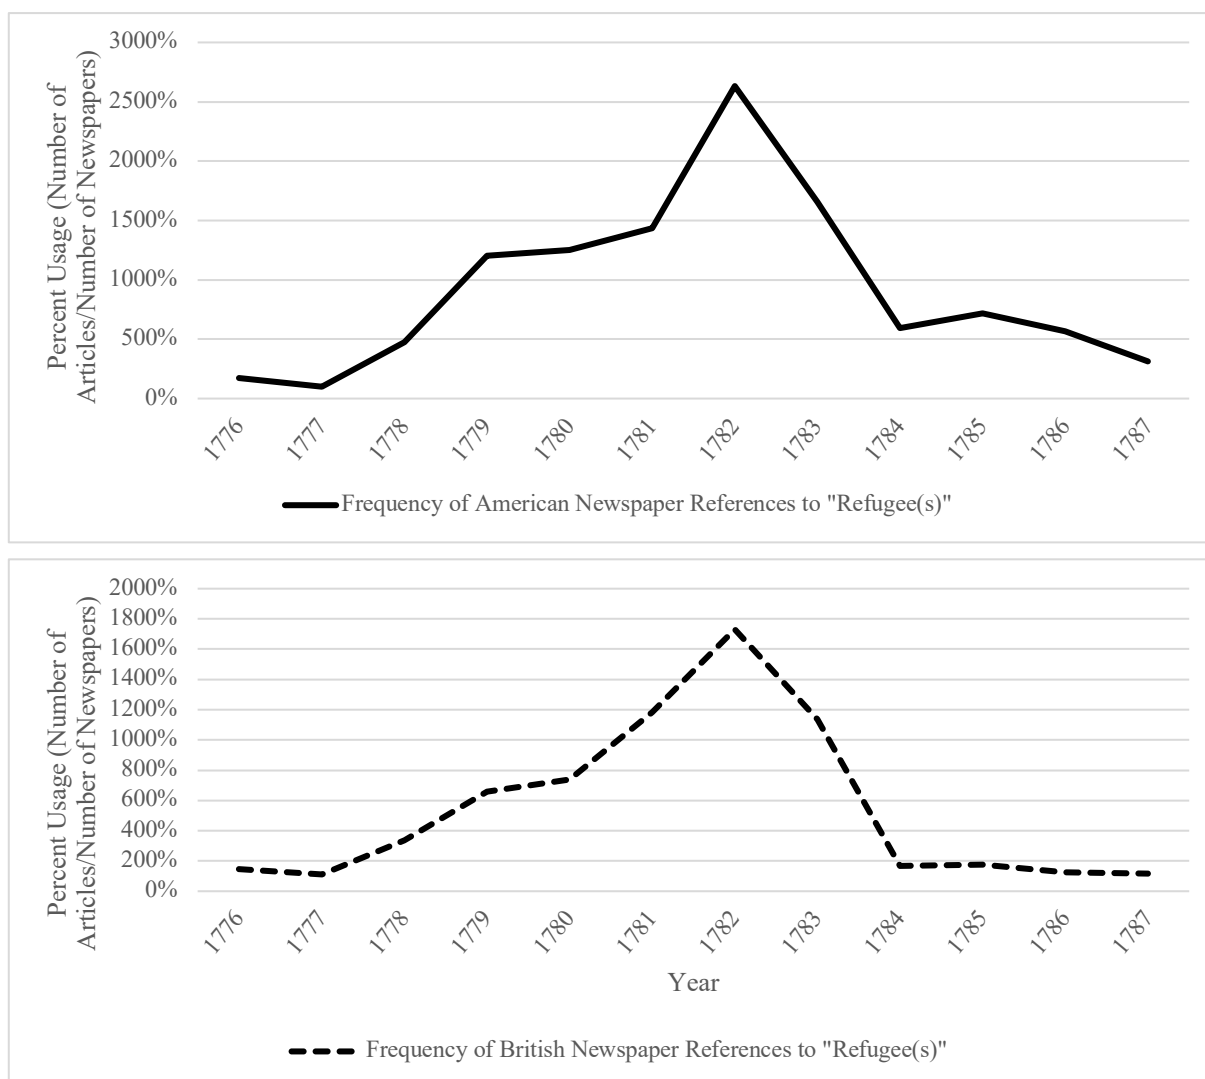 Percent Usage (Number of
Articles/Number of Newspapers)
3000%
2500%
2000%
1500%
1000%
500%
0%
1776 1777 1778 1779 1780 1781 1782 1783 1784 1785 1786 1787
Frequency of American Newspaper References to "Refugee(s)"
Percent Usage (Number of
Articles/Number of Newspapers)
2000%
1800%
1600%
1400%
1200%
1000%
800%
600%
400%
200%
0%
1776 1777 1778 1779 1780 1781 1782 1783 1784 1785 1786 1787
Year
Frequency of British Newspaper References to "Refugee(s)"